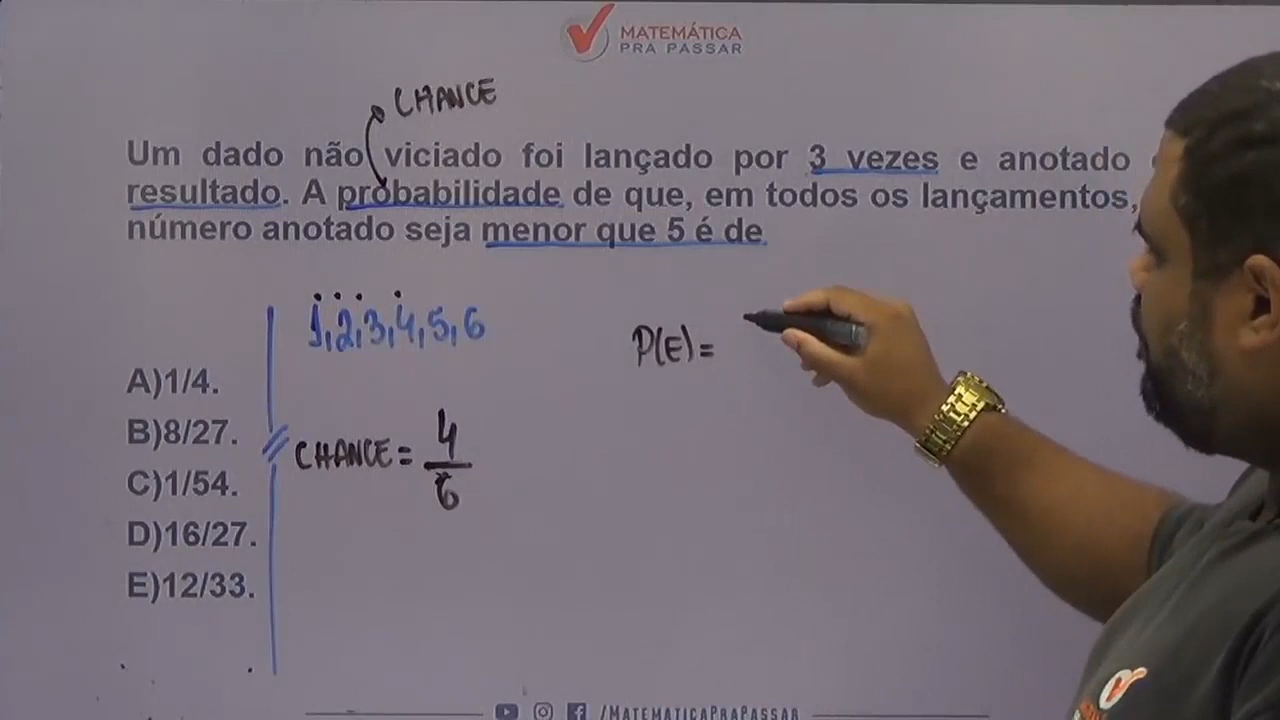 MATEMÁTICA
PRA PASSAR
CHANCE
Um dado não viciado foi lançado por 3 vezes e anotado
resultado. A probabilidade de que, em todos os lançamentos,
número anotado seja menor que 5 é de
1, 2, 3, 4, 5, 6
P(E) =
A)1/4.
B)8/27.
CHANCE = 4/6
C)1/54.
D)16/27.
E)12/33.
/MATEMATICAPRAPASSAR